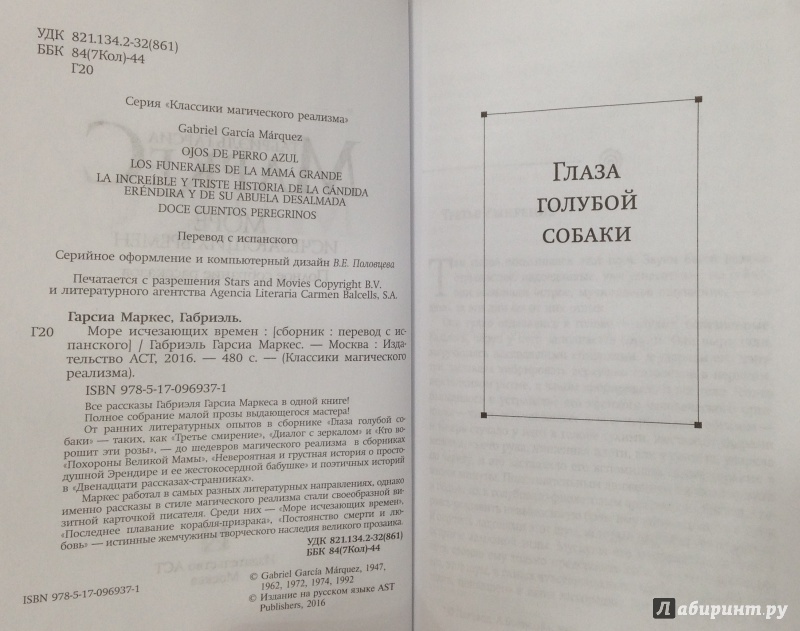 УДК 821.134.2-32(861)
ББК 84(7Кол)-44
Г20
Серия «Классики магического реализма»
Gabriel García Márquez
OJOS DE PERRO AZUL
LOS FUNERALES DE LA MAMÁ GRANDE
LA INCREÍBLE Y TRISTE HISTORIA DE LA CÁNDIDA
ERÉNDIRA Y DE SU ABUELA DESALMADA
DOCE CUENTOS PEREGRINOS
Перевод с испанского
Серийное оформление и компьютерный дизайн В.Е. Половцева
Печатается с разрешения Stars and Movies Copyright B.V.
и литературного агентства Agencia Literaria Carmen Balcells, S.A.
Гарсиа Маркес, Габриэль.
Г20 Море исчезающих времен : [сборник : перевод с ис-
панского] / Габриэль Гарсиа Маркес. — Москва : Изда-
тельство АСТ, 2016. — 480 с. — (Классики магического
реализма).
ISBN 978-5-17-096937-1
Все рассказы Габриэля Гарсиа Маркеса в одной книге!
Полное собрание малой прозы выдающегося мастера!
От ранних литературных опытов в сборнике «Глаза голубой со-
баки» — таких, как «Третье смирение», «Диалог с зеркалом» и «Кто во-
рошит эти розы», — до шедевров магического реализма в сборниках
«Похороны Великой Мамы», «Невероятная и грустная история о просто-
душной Эрендире и ее жестокосердной бабушке» и поэтичных историй
в «Двенадцати рассказах-странниках».
Маркес работал в самых разных литературных направлениях, однако
именно рассказы в стиле магического реализма стали своеобразной ви-
зитной карточкой писателя. Среди них — «Море исчезающих времен»,
«Последнее плавание корабля-призрака», «Постоянство смерти и лю-
бовь» — истинные жемчужины творческого наследия великого прозаика.
УДК 821.134.2-32(861)
ББК 84(7Кол)-44
© Gabriel García Márquez, 1947,
1962, 1972, 1974, 1992
© Издание на русском языке AST
Publishers, 2016
ISBN 978-5-17-096937-1
Глаза
голубой
собаки
Лабиринт.ру